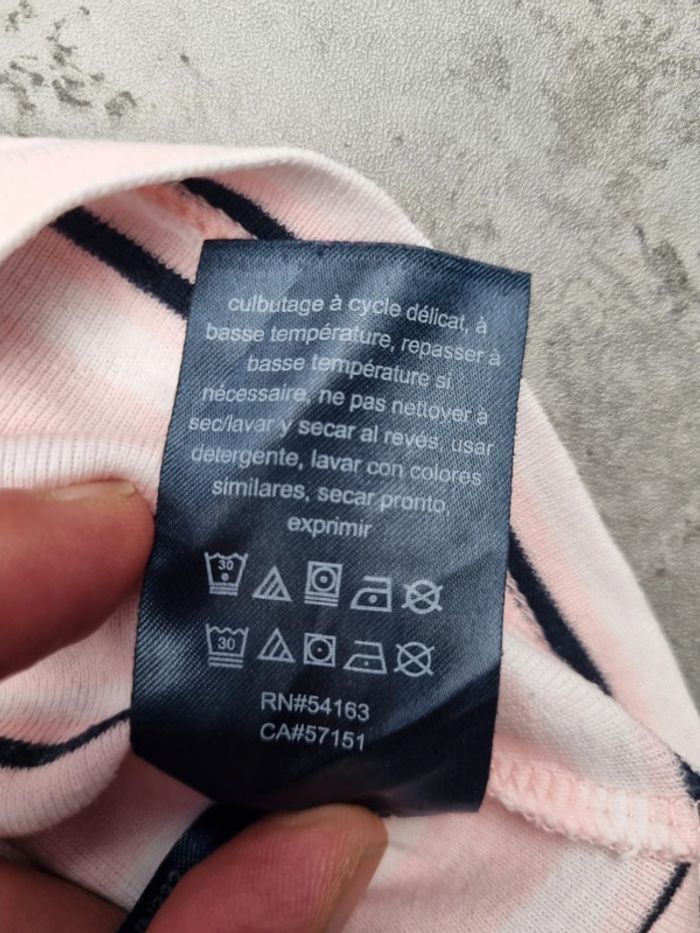 culbutage à cycle délicat, à
basse température, repasser à
basse température si
nécessaire, ne pas nettoyer à
sec/lavar y secar al revés, usar
detergente, lavar con colores
similares, secar pronto,
exprimir
30
30
RN#54163
CA#57151